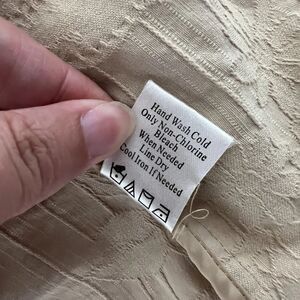 Hand Wash Cold
Only Non-Chlorine
Bleach
When Needed
Line Dry
Cool Iron If Needed